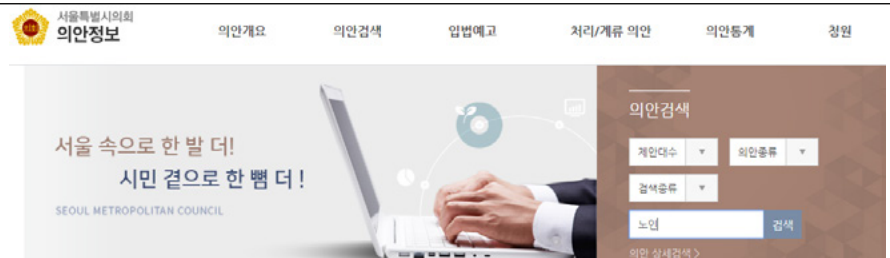 서울특별시의회
의안정보
의안개요 의안검색 입법예고 처리/계류 의안 의안통계 청원
서울 속으로 한 발 더!
시민 곁으로 한 뼘 더 !
SEOUL METROPOLITAN COUNCIL
의안검색
제안대수 ▼ 의안종류 ▼
검색종류 ▼
노인 검색
의안 상세검색 >